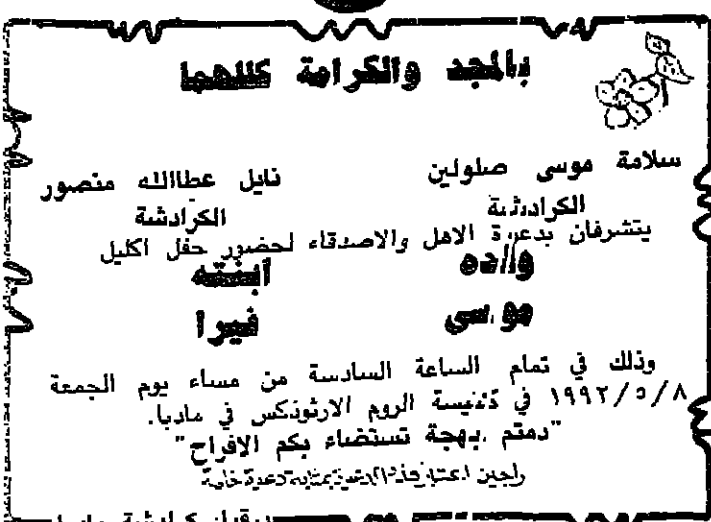 بالمجد والكرامة كللهما
سلامة موسى صلولين
نايل عطاالله منصور
الكرادشة
الكرادشة
يتشرفان بدعوة الاهل والاصدقاء لحضور حفل اكليل
ولده
ابنته
موسى
فيرا
وذلك في تمام الساعة السادسة من مساء يوم الجمعة
١٩٩٢/٥/٨ في كنيسة الروم الارثوذكس في مادبا.
"دمتم بهجة تستضاء بكم الافراح"
راجين اعتبار هذه الدعوة بمثابة دعوة خاصة
كرادشة